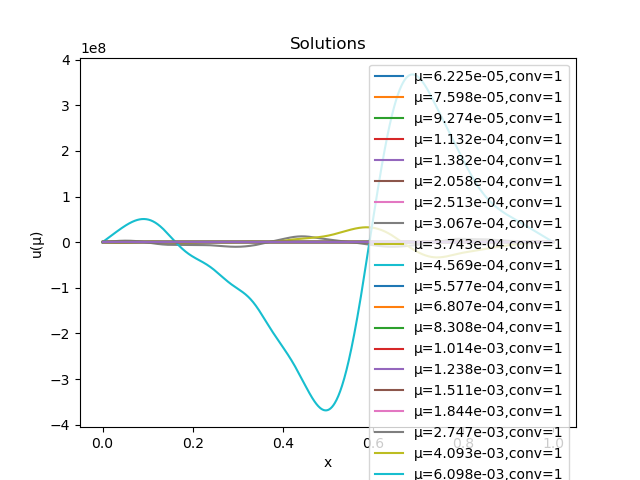 Solutions
1e8
4
3
2
1
0
−1
−2
−3
−4
u(μ)
0.0
0.2
0.4
0.6
0.8
1.0
x
μ=6.225e-05,conv=1
μ=7.598e-05,conv=1
μ=9.274e-05,conv=1
μ=1.132e-04,conv=1
μ=1.382e-04,conv=1
μ=2.058e-04,conv=1
μ=2.513e-04,conv=1
μ=3.067e-04,conv=1
μ=3.743e-04,conv=1
μ=4.569e-04,conv=1
μ=5.577e-04,conv=1
μ=6.807e-04,conv=1
μ=8.308e-04,conv=1
μ=1.014e-03,conv=1
μ=1.238e-03,conv=1
μ=1.511e-03,conv=1
μ=1.844e-03,conv=1
μ=2.747e-03,conv=1
μ=4.093e-03,conv=1
μ=6.098e-03,conv=1